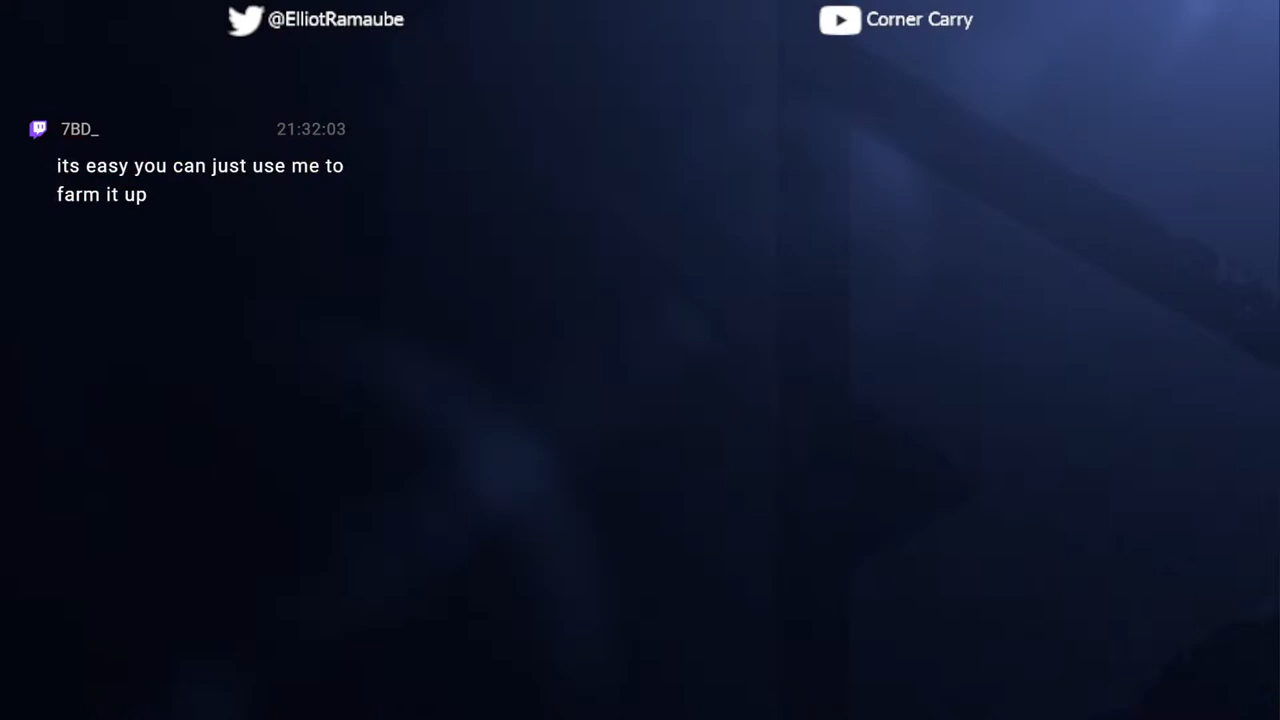 @ElliotRamaube
Corner Carry
7BD_
21:32:03
its easy you can just use me to
farm it up